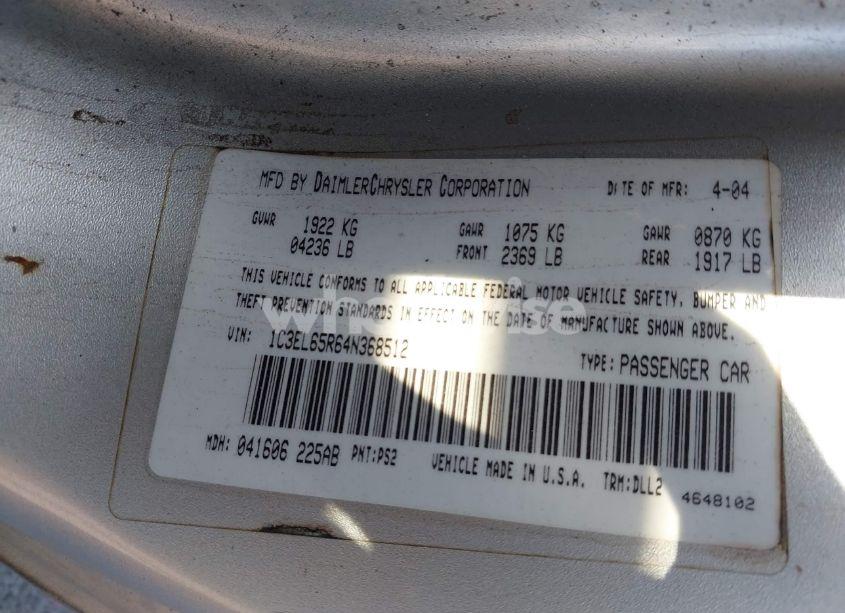 MFD BY DAIMLERCHRYSLER CORPORATION DATE OF MFR: 4-04
GVWR 1922 KG GAWR 1075 KG GAWR 0870 KG
04236 LB FRONT 2369 LB REAR 1917 LB
THIS VEHICLE CONFORMS TO ALL APPLICABLE FEDERAL MOTOR VEHICLE SAFETY, BUMPER AND
THEFT PREVENTION STANDARDS IN EFFECT ON THE DATE OF MANUFACTURE SHOWN ABOVE.
VIN: 1C3EL65R64N368512 TYPE: PASSENGER CAR
MDH: 041606 225AB PNT:PS2 VEHICLE MADE IN U.S.A. TRM:DLL2 4648102